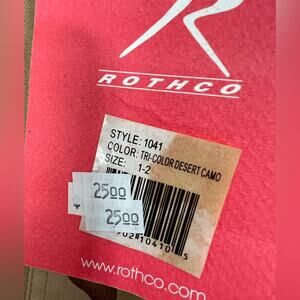 ROTHCO
STYLE: 1041
COLOR: TRI-COLOR DESERT CAMO
SIZE: 1-2
2500
2500
www.rothco.com